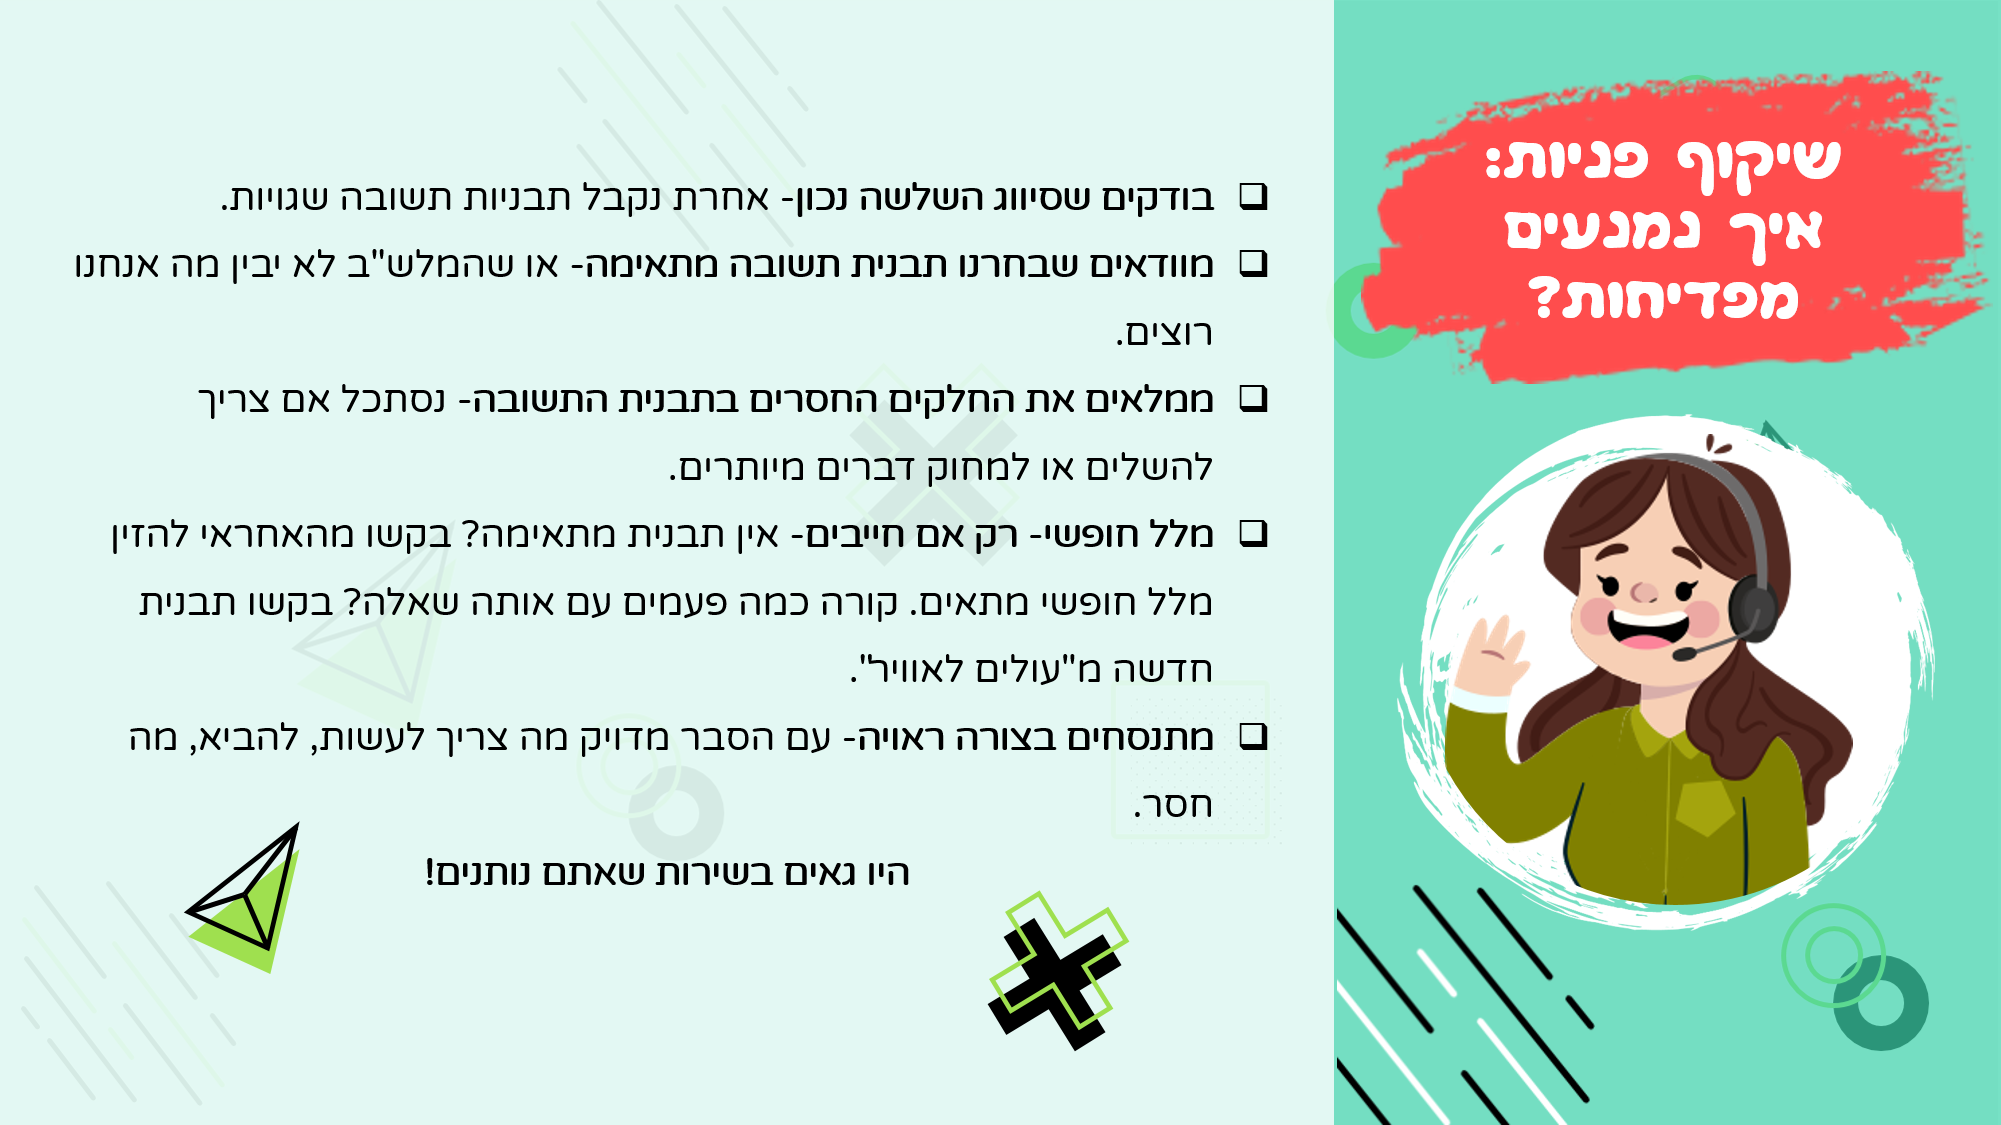 שיקוף פניות:
איך נמנעים
מפדיחות?
❑ בודקים שסיווג השלשה נכון- אחרת נקבל תבניות תשובה שגויות.
❑ מוודאים שבחרנו תבנית תשובה מתאימה- או שהמלש"ב לא יבין מה אנחנו
רוצים.
❑ ממלאים את החלקים החסרים בתבנית התשובה- נסתכל אם צריך
להשלים או למחוק דברים מיותרים.
❑ מלל חופשי- רק אם חייבים- אין תבנית מתאימה? בקשו מהאחראי להזין
מלל חופשי מתאים. קורה כמה פעמים עם אותה שאלה? בקשו תבנית
חדשה מ"עולים לאוויר".
❑ מתנסחים בצורה ראויה- עם הסבר מדויק מה צריך לעשות, להביא, מה
חסר.
היו גאים בשירות שאתם נותנים!